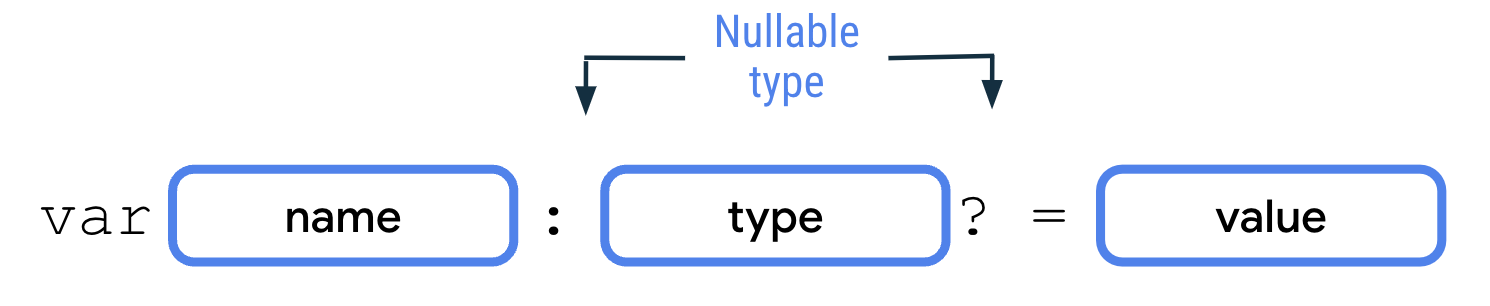 Nullable
type
var name : type ? = value